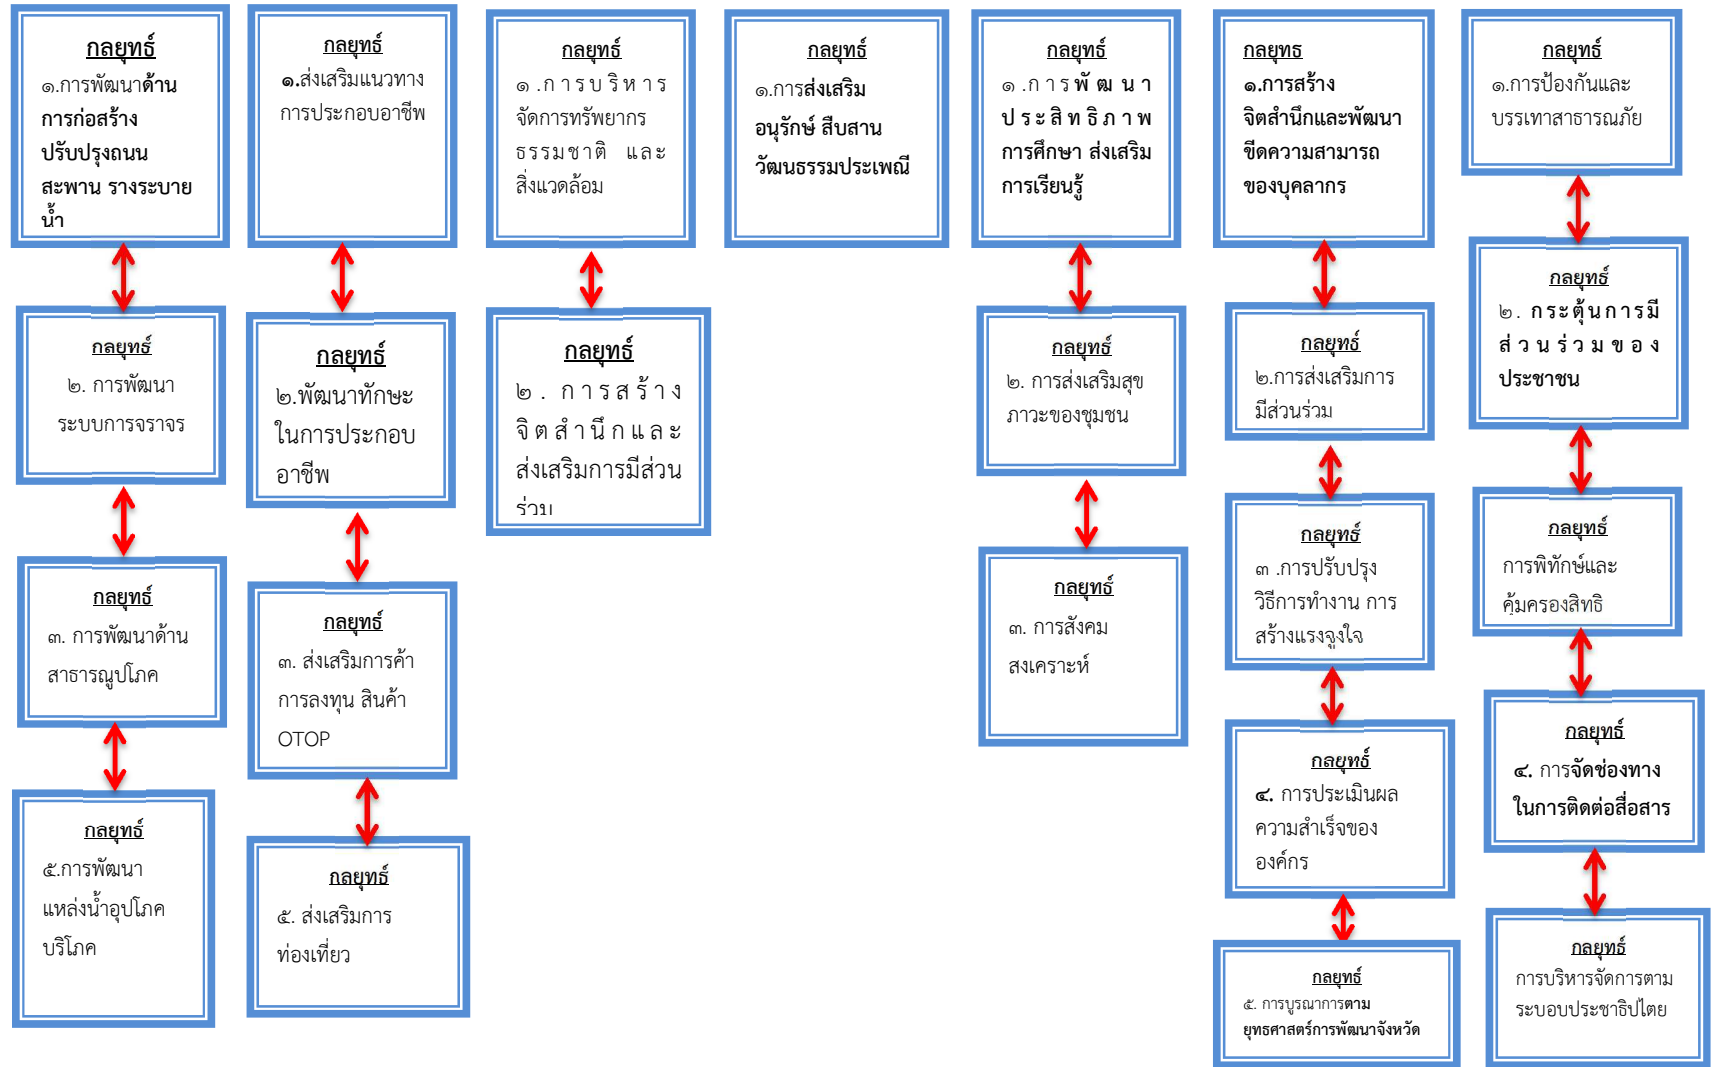 กลยุทธ์
๑.การพัฒนาด้าน
การก่อสร้าง
ปรับปรุงถนน
สะพาน รางระบาย
น้ำ
กลยุทธ์
๒. การพัฒนา
ระบบการจราจร
กลยุทธ์
๓. การพัฒนาด้าน
สาธารณูปโภค
กลยุทธ์
๕.การพัฒนา
แหล่งน้ำอุปโภค
บริโภค
กลยุทธ์
๑.ส่งเสริมแนวทาง
การประกอบอาชีพ
กลยุทธ์
๒.พัฒนาทักษะ
ในการประกอบ
อาชีพ
กลยุทธ์
๓. ส่งเสริมการค้า
การลงทุน สินค้า
OTOP
กลยุทธ์
๕. ส่งเสริมการ
ท่องเที่ยว
กลยุทธ์
๑.การบริหาร
จัดการทรัพยากร
ธรรมชาติ และ
สิ่งแวดล้อม
กลยุทธ์
๒. การสร้าง
จิตสำนึกและ
ส่งเสริมการมีส่วน
ร่วม
กลยุทธ์
๑.การส่งเสริม
อนุรักษ์ สืบสาน
วัฒนธรรมประเพณี
กลยุทธ์
๑.การพัฒนา
ประสิทธิภาพ
การศึกษา ส่งเสริม
การเรียนรู้
กลยุทธ์
๒. การส่งเสริมสุข
ภาวะของชุมชน
กลยุทธ์
๓. การสังคม
สงเคราะห์
กลยุทธ
๑.การสร้าง
จิตสำนึกและพัฒนา
ขีดความสามารถ
ของบุคลากร
กลยุทธ์
๒.การส่งเสริมการ
มีส่วนร่วม
กลยุทธ์
๓ .การปรับปรุง
วิธีการทำงาน การ
สร้างแรงจูงใจ
กลยุทธ์
๔. การประเมินผล
ความสำเร็จของ
องค์กร
กลยุทธ์
๕. การบูรณาการตาม
ยุทธศาสตร์การพัฒนาจังหวัด
กลยุทธ์
๑.การป้องกันและ
บรรเทาสาธารณภัย
กลยุทธ์
๒. กระตุ้นการมี
ส่วนร่วมของ
ประชาชน
กลยุทธ์
การพิทักษ์และ
คุ้มครองสิทธิ
กลยุทธ์
๔. การจัดช่องทาง
ในการติดต่อสื่อสาร
กลยุทธ์
การบริหารจัดการตาม
ระบอบประชาธิปไตย